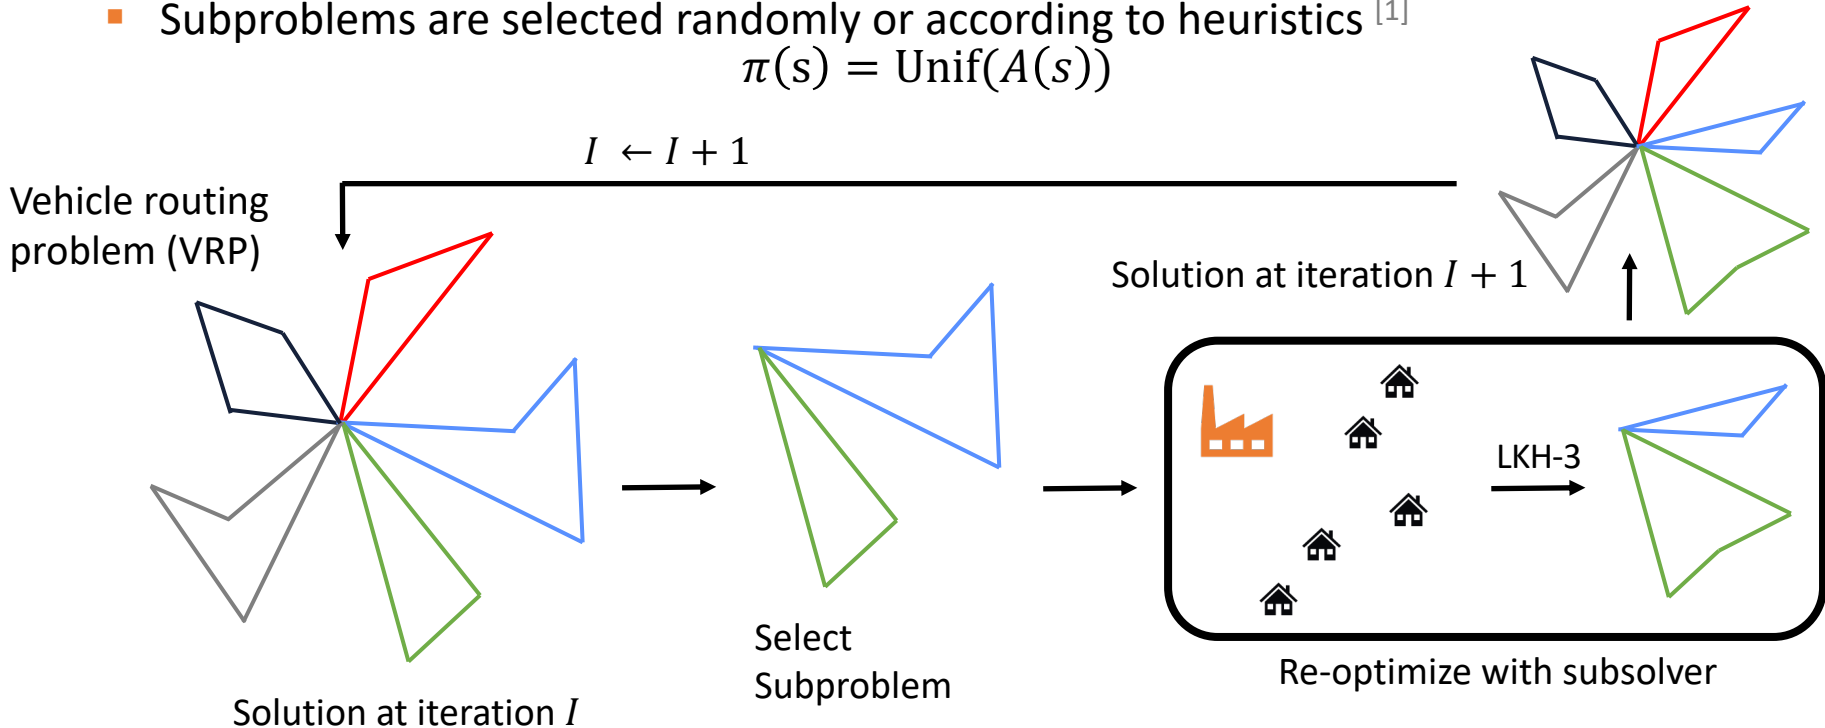 ▪ Subproblems are selected randomly or according to heuristics [1]
π(s) = Unif(A(s))
I ← I + 1
Vehicle routing
problem (VRP)
Solution at iteration I + 1
LKH-3
Select
Subproblem
Re-optimize with subsolver
Solution at iteration I